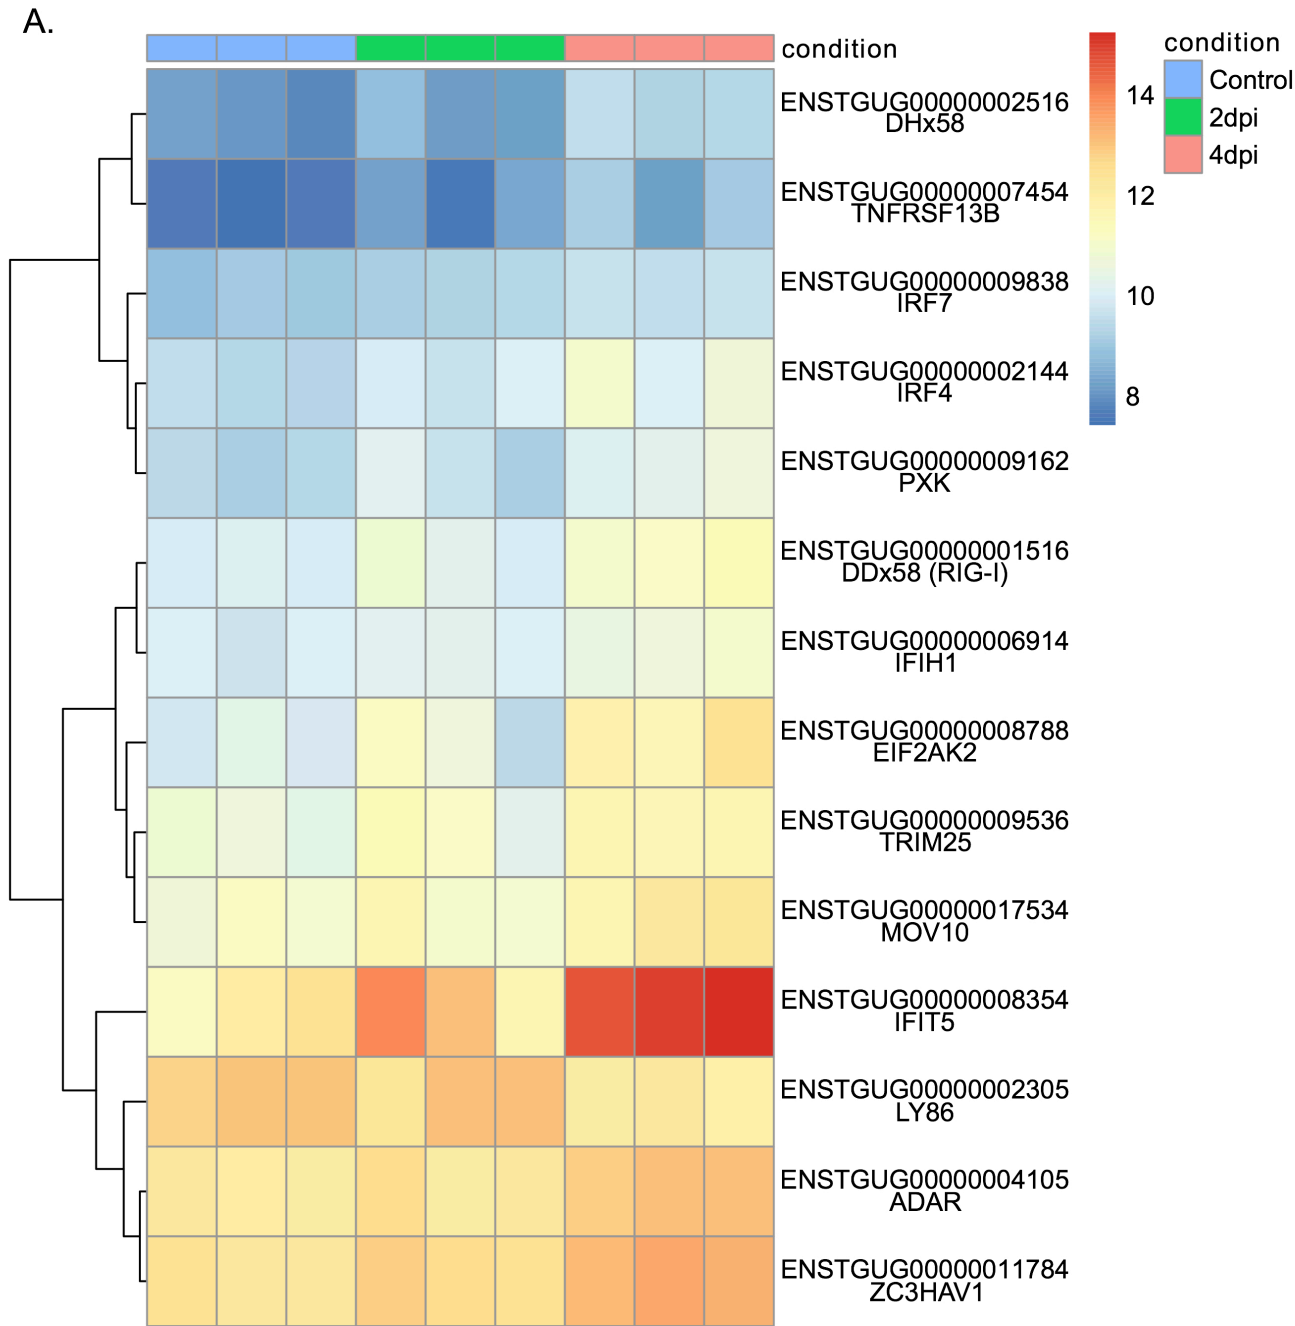 A.
condition
condition
Control
2dpi
4dpi
14
12
10
8
ENSTGUG00000002516
DHx58
ENSTGUG00000007454
TNFRSF13B
ENSTGUG00000009838
IRF7
ENSTGUG00000002144
IRF4
ENSTGUG00000009162
PXK
ENSTGUG00000001516
DDx58 (RIG-I)
ENSTGUG00000006914
IFIH1
ENSTGUG00000008788
EIF2AK2
ENSTGUG00000009536
TRIM25
ENSTGUG00000017534
MOV10
ENSTGUG00000008354
IFIT5
ENSTGUG00000002305
LY86
ENSTGUG00000004105
ADAR
ENSTGUG00000011784
ZC3HAV1